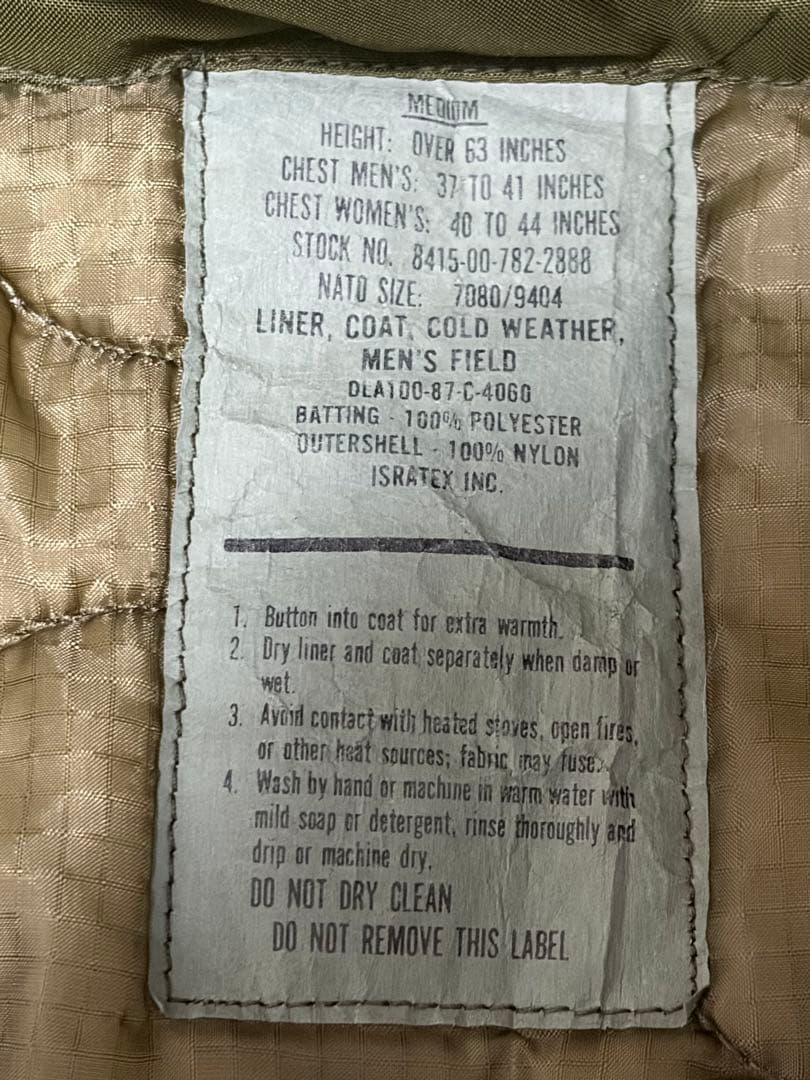 MEDIUM
HEIGHT: OVER 63 INCHES
CHEST MEN'S: 37 TO 41 INCHES
CHEST WOMEN'S: 40 TO 44 INCHES
STOCK NO. 8415-00-782-2888
NATO SIZE: 7080/9404
LINER, COAT, COLD WEATHER,
MEN'S FIELD
DLA100-87-C-4060
BATTING - 100% POLYESTER
OUTERSHELL - 100% NYLON
ISRATEX INC.
1. Button into coat for extra warmth.
2. Dry liner and coat separately when damp or
wet.
3. Avoid contact with heated stoves, open fires,
or other heat sources; fabric may fuse.
4. Wash by hand or machine in warm water with
mild soap or detergent, rinse thoroughly and
drip or machine dry.
DO NOT DRY CLEAN
DO NOT REMOVE THIS LABEL